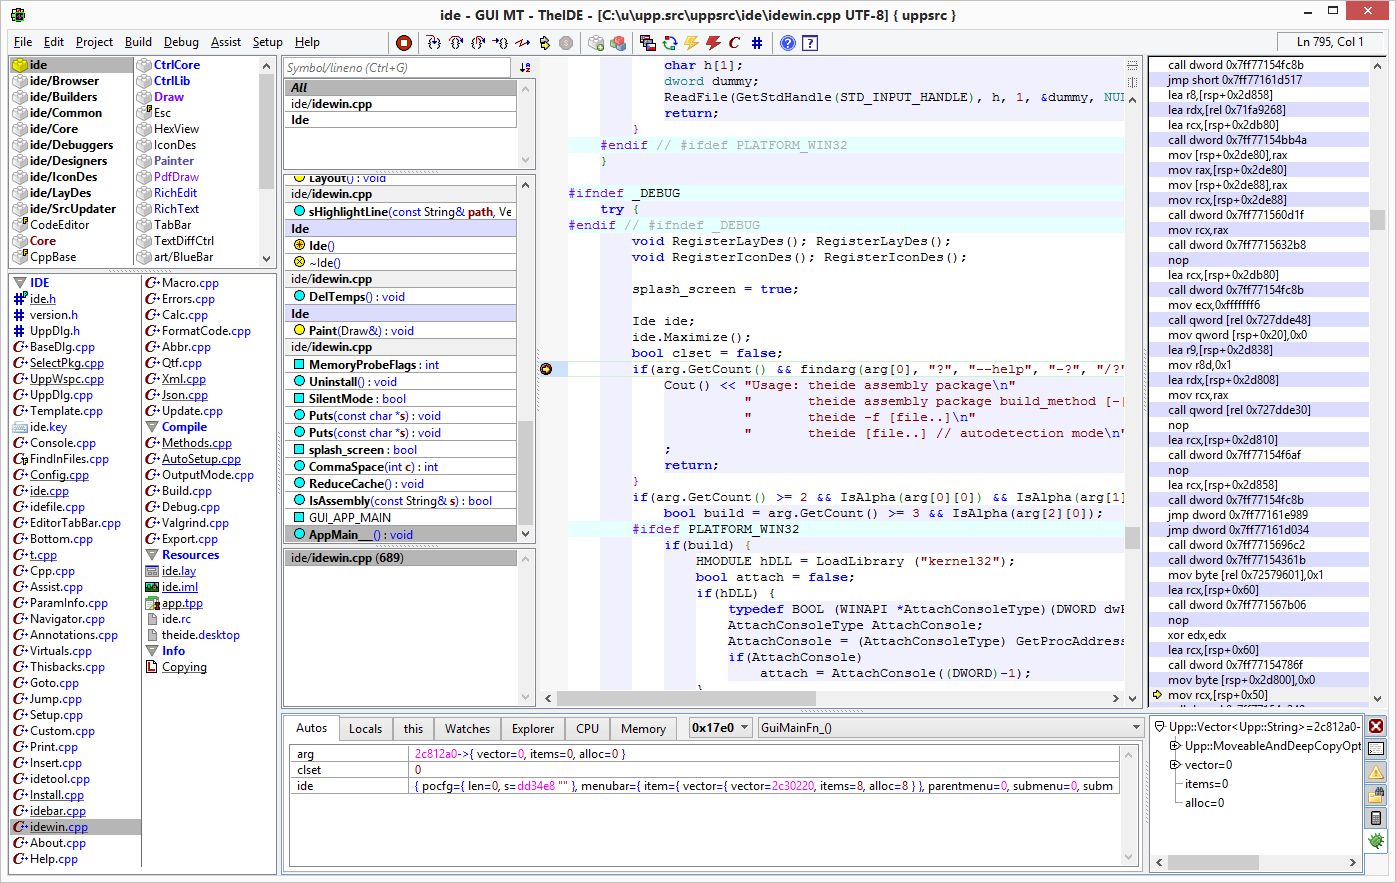 ide - GUI MT - TheIDE - [C:\u\upp.src\uppsrc\ide\idewin.cpp UTF-8] { uppsrc }
File Edit Project Build Debug Assist Setup Help
Ln 795, Col 1
ide
ide/Browser
ide/Builders
ide/Common
ide/Core
ide/Debuggers
ide/Designers
ide/IconDes
ide/LayDes
ide/SrcUpdater
CodeEditor
Core
CppBase
CtrlCore
CtrlLib
Draw
Esc
HexView
IconDes
Painter
PdfDraw
RichEdit
RichText
TabBar
TextDiffCtrl
art/BlueBar
IDE
ide.h
version.h
UppDlg.h
BaseDlg.cpp
SelectPkg.cpp
UppWspc.cpp
UppDlg.cpp
Template.cpp
ide.key
Console.cpp
FindInFiles.cpp
Config.cpp
ide.cpp
idefile.cpp
EditorTabBar.cpp
Bottom.cpp
t.cpp
Cpp.cpp
Assist.cpp
ParamInfo.cpp
Navigator.cpp
Annotations.cpp
Virtuals.cpp
Thisbacks.cpp
Goto.cpp
Jump.cpp
Setup.cpp
Custom.cpp
Print.cpp
Insert.cpp
idetool.cpp
Install.cpp
idebar.cpp
idewin.cpp
About.cpp
Help.cpp
Macro.cpp
Errors.cpp
Calc.cpp
FormatCode.cpp
Abbr.cpp
Qtf.cpp
Xml.cpp
Json.cpp
Update.cpp
Compile
Methods.cpp
AutoSetup.cpp
OutputMode.cpp
Build.cpp
Debug.cpp
Valgrind.cpp
Export.cpp
Resources
ide.lay
ide.iml
app.tpp
ide.rc
theide.desktop
Info
Copying
Symbol/lineno (Ctrl+G)
All
ide/idewin.cpp
Ide
Layout() : void
ide/idewin.cpp
sHighlightLine(const String& path, Ve
Ide
Ide()
~Ide()
ide/idewin.cpp
DelTemps() : void
Ide
Paint(Draw&) : void
ide/idewin.cpp
MemoryProbeFlags : int
Uninstall() : void
SilentMode : bool
Puts(const char *s) : void
Puts(const char *s) : void
splash_screen : bool
CommaSpace(int c) : int
ReduceCache() : void
IsAssembly(const String& s) : bool
GUI_APP_MAIN
AppMain__() : void
ide/idewin.cpp (689)
char h[1];
dword dummy;
ReadFile(GetStdHandle(STD_INPUT_HANDLE), h, 1, &dummy, NU
return;
}
#endif // #ifdef PLATFORM_WIN32
}
#ifndef _DEBUG
try {
#endif // #ifndef _DEBUG
void RegisterLayDes(); RegisterLayDes();
void RegisterIconDes(); RegisterIconDes();
splash_screen = true;
Ide ide;
ide.Maximize();
bool clset = false;
if(arg.GetCount() && findarg(arg[0], "?", "--help", "-?", "/?"
Cout() << "Usage: theide assembly package\n"
"       theide assembly package build_method [-[
"       theide -f [file..]\n"
"       theide [file..] // autodetection mode\n"
;
return;
}
if(arg.GetCount() >= 2 && IsAlpha(arg[0][0]) && IsAlpha(arg[1]
bool build = arg.GetCount() >= 3 && IsAlpha(arg[2][0]);
#ifdef PLATFORM_WIN32
if(build) {
HMODULE hDLL = LoadLibrary ("kernel32");
bool attach = false;
if(hDLL) {
typedef BOOL (WINAPI *AttachConsoleType)(DWORD dwP
AttachConsoleType AttachConsole;
AttachConsole = (AttachConsoleType) GetProcAddress
if(AttachConsole)
attach = AttachConsole((DWORD)-1);
}
call dword 0x7ff77154fc8b
jmp short 0x7ff77161d517
lea r8,[rsp+0x2d858]
lea rdx,[rel 0x71fa9268]
lea rcx,[rsp+0x2db80]
call dword 0x7ff77154bb4a
mov [rsp+0x2de80],rax
mov rax,[rsp+0x2de80]
mov [rsp+0x2de88],rax
mov rcx,[rsp+0x2de88]
call dword 0x7ff771560d1f
mov rcx,rax
call dword 0x7ff7715632b8
nop
lea rcx,[rsp+0x2db80]
call dword 0x7ff77154fc8b
mov ecx,0xfffffff6
call qword [rel 0x727dde48]
mov qword [rsp+0x20],0x0
lea r9,[rsp+0x2d838]
mov r8d,0x1
lea rdx,[rsp+0x2d808]
mov rcx,rax
call qword [rel 0x727dde30]
nop
lea rcx,[rsp+0x2d810]
call dword 0x7ff77154f6af
nop
lea rcx,[rsp+0x2d858]
call dword 0x7ff77154fc8b
jmp dword 0x7ff77161e989
jmp dword 0x7ff77161d034
call dword 0x7ff7715696c2
call dword 0x7ff77154361b
mov byte [rel 0x72579601],0x1
lea rcx,[rsp+0x60]
call dword 0x7ff771567b06
nop
xor edx,edx
lea rcx,[rsp+0x60]
call dword 0x7ff77154786f
mov byte [rsp+0x2d800],0x0
mov rcx,[rsp+0x50]
Autos Locals this Watches Explorer CPU Memory 0x17e0 GuiMainFn_()
arg 2c812a0->{ vector=0, items=0, alloc=0 }
clset 0
ide { pocfg={ len=0, s=dd34e8 "" }, menubar={ item={ vector={ vector=2c30220, items=8, alloc=8 } }, parentmenu=0, submenu=0, subm
Upp::Vector<Upp::String>=2c812a0-
Upp::MoveableAndDeepCopyOpt
vector=0
items=0
alloc=0